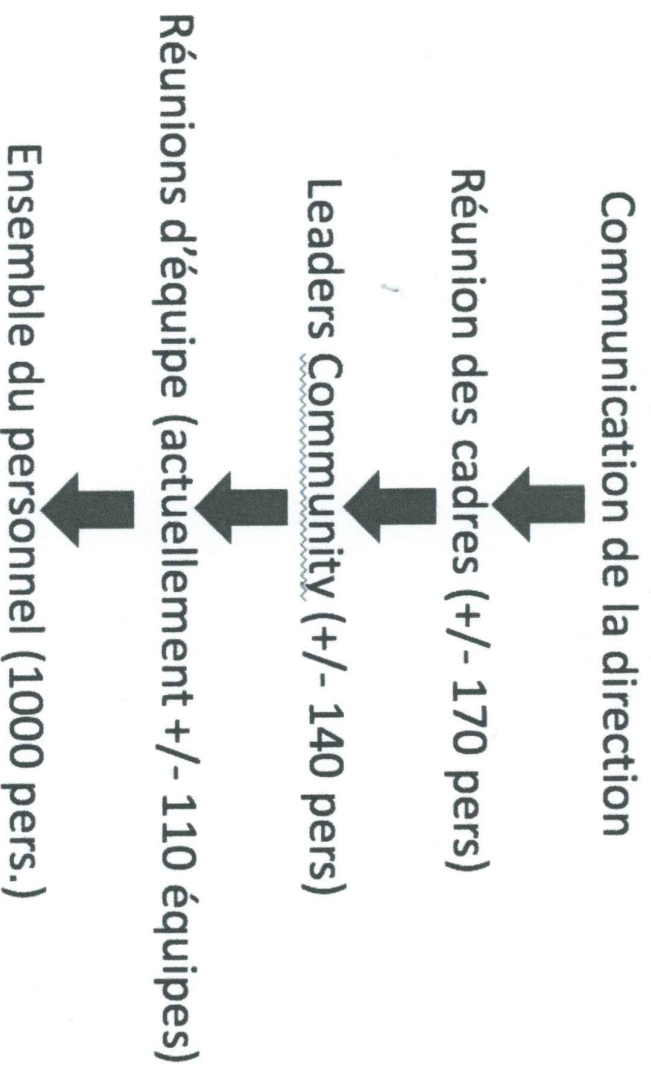 Communication de la direction
Réunion des cadres (+/- 170 pers)
Leaders Community (+/- 140 pers)
Réunions d'équipe (actuellement +/- 110 équipes)
Ensemble du personnel (1000 pers.)